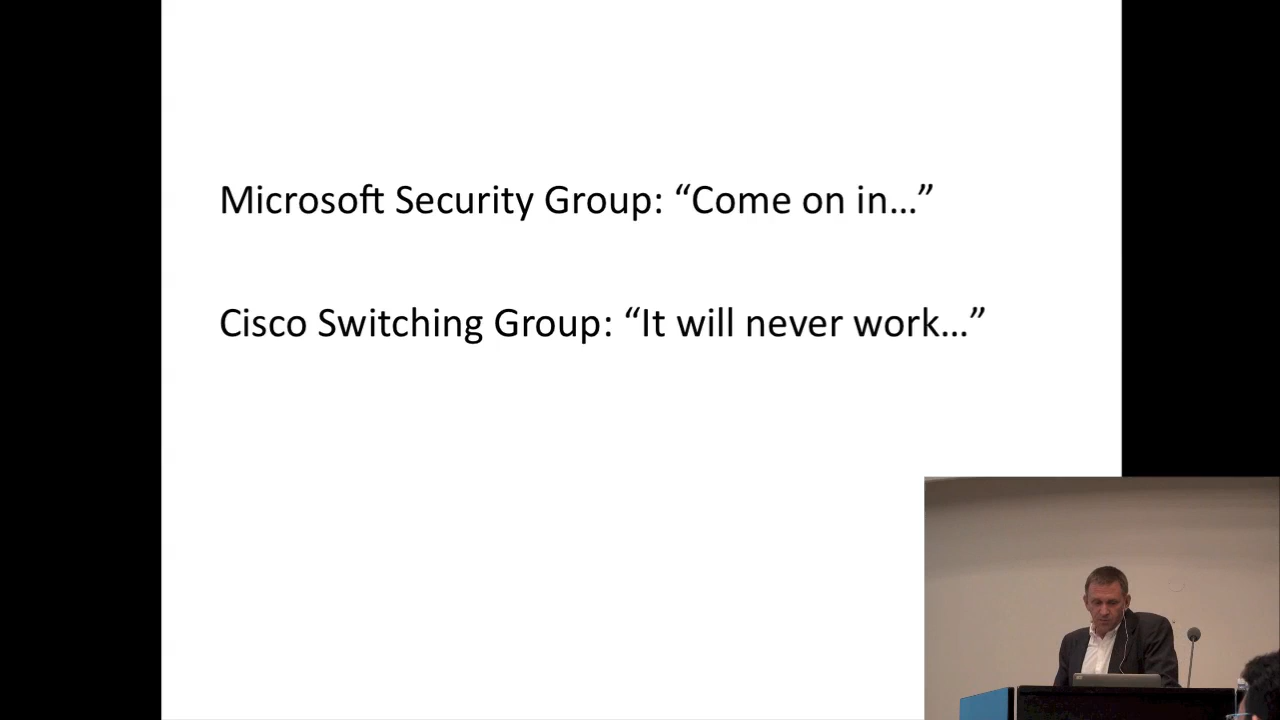 Microsoft Security Group: “Come on in…”
Cisco Switching Group: “It will never work…”